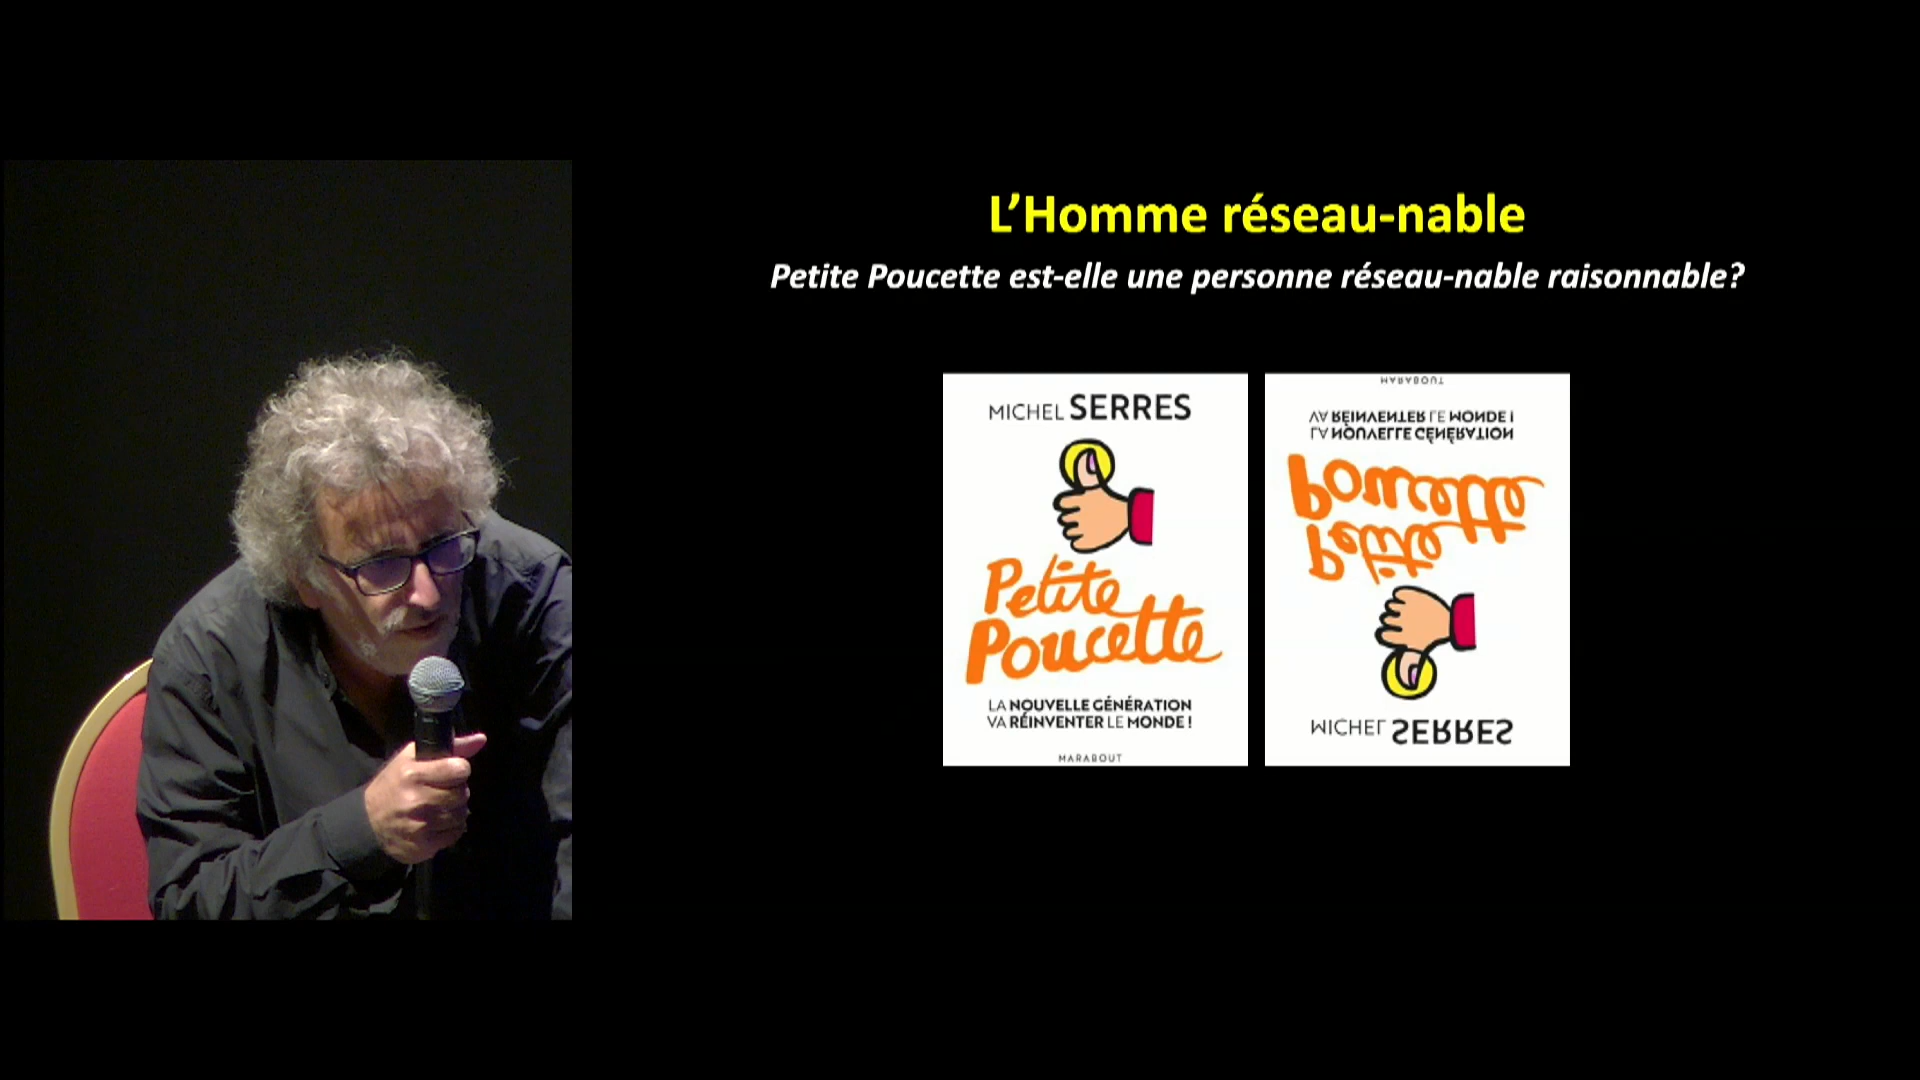 L'Homme réseau-nable
Petite Poucette est-elle une personne réseau-nable raisonnable?
MICHEL SERRES
Petite
Poucette
LA NOUVELLE GÉNÉRATION
VA RÉINVENTER LE MONDE !
MARABOUT
MARABOUT
VA RÉINVENTER LE MONDE !
LA NOUVELLE GÉNÉRATION
Poucette
Petite
MICHEL SERRES